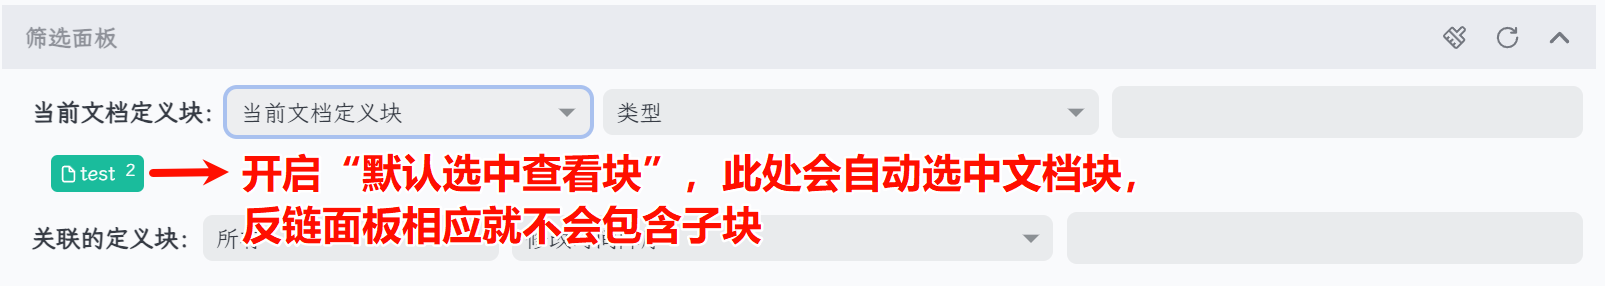 筛选面板
当前文档定义块：
当前文档定义块
类型
test 2
开启“默认选中查看块”，此处会自动选中文档块，
反链面板相应就不会包含子块
关联的定义块：
所有